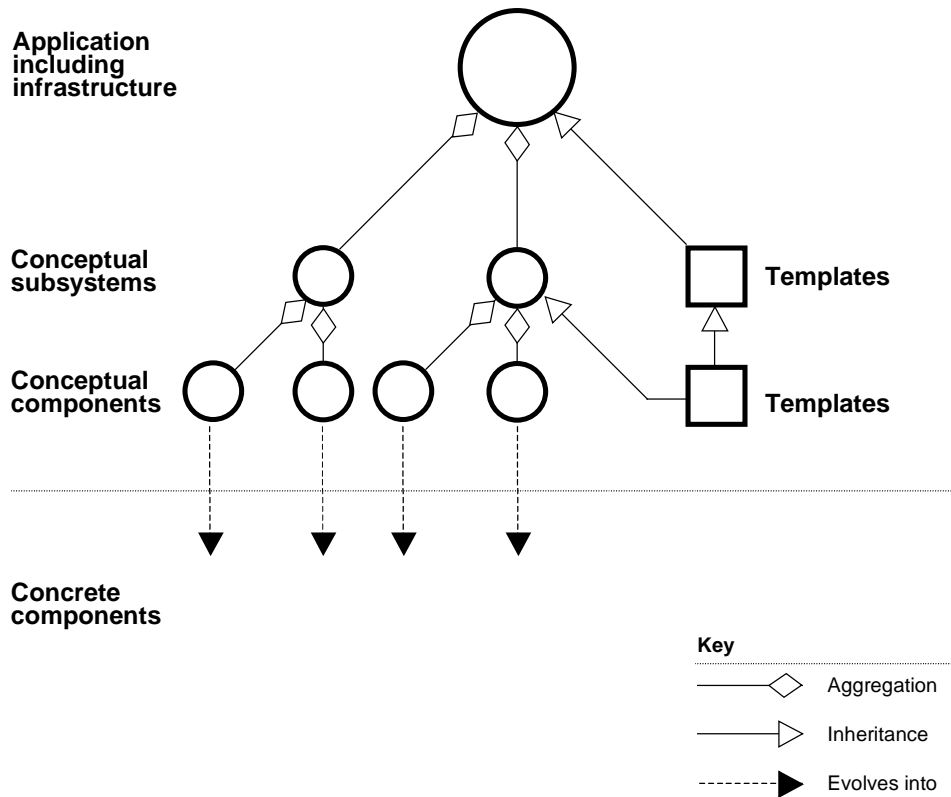 Application
including
infrastructure
Conceptual
subsystems
Templates
Conceptual
components
Templates
Concrete
components
Key
Aggregation
Inheritance
Evolves into